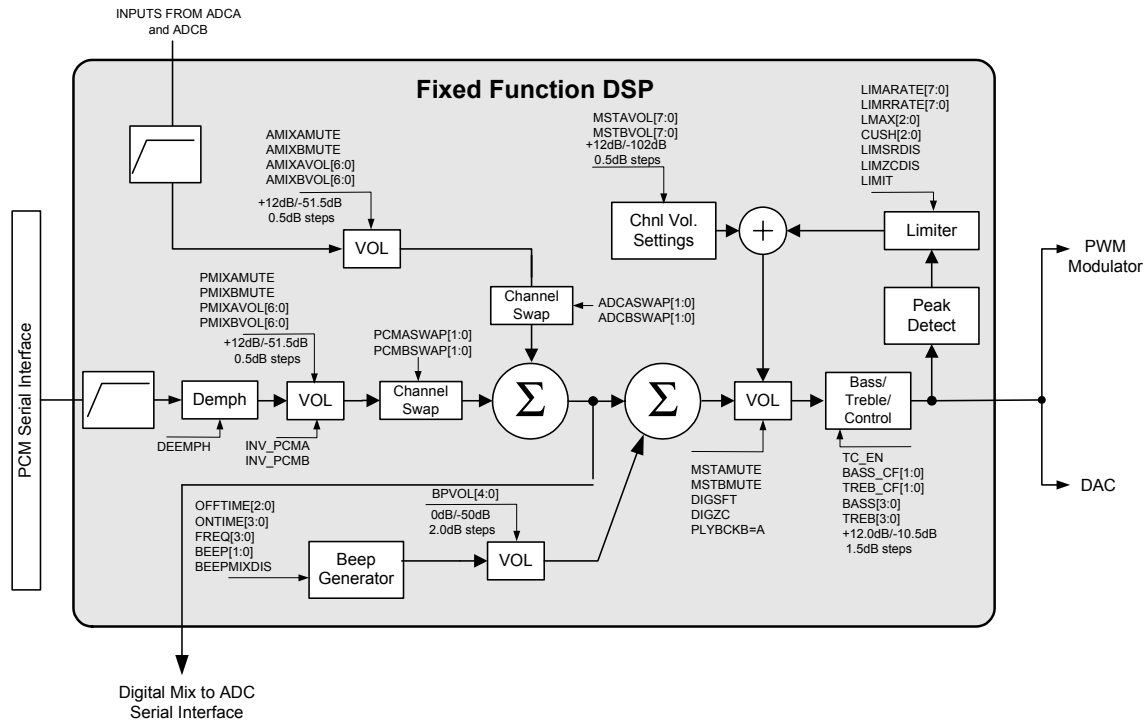 INPUTS FROM ADCA
and ADCB
Fixed Function DSP
AMIXAMUTE
AMIXBMUTE
AMIXAVOL[6:0]
AMIXBVOL[6:0]
+12dB/-51.5dB
0.5dB steps
VOL
MSTAVOL[7:0]
MSTBVOL[7:0]
+12dB/-102dB
0.5dB steps
Chnl Vol.
Settings
+
LIMARATE[7:0]
LIMRRATE[7:0]
LMAX[2:0]
CUSH[2:0]
LIMSRDIS
LIMZCDIS
LIMIT
Limiter
Peak
Detect
PWM
Modulator
Channel
Swap
ADCASWAP[1:0]
ADCBSWAP[1:0]
PCM Serial Interface
PMIXAMUTE
PMIXBMUTE
PMIXAVOL[6:0]
PMIXBVOL[6:0]
+12dB/-51.5dB
0.5dB steps
PCMASWAP[1:0]
PCMBSWAP[1:0]
Demph
VOL
Channel
Swap
Σ
Σ
VOL
Bass/
Treble/
Control
DEEMPH
INV_PCMA
INV_PCMB
MSTAMUTE
MSTBMUTE
DIGSFT
DIGZC
PLYBCKB=A
TC_EN
BASS_CF[1:0]
TREB_CF[1:0]
BASS[3:0]
TREB[3:0]
+12.0dB/-10.5dB
1.5dB steps
DAC
OFFTIME[2:0]
ONTIME[3:0]
FREQ[3:0]
BEEP[1:0]
BEEPMIXDIS
Beep
Generator
BPVOL[4:0]
0dB/-50dB
2.0dB steps
VOL
Digital Mix to ADC
Serial Interface